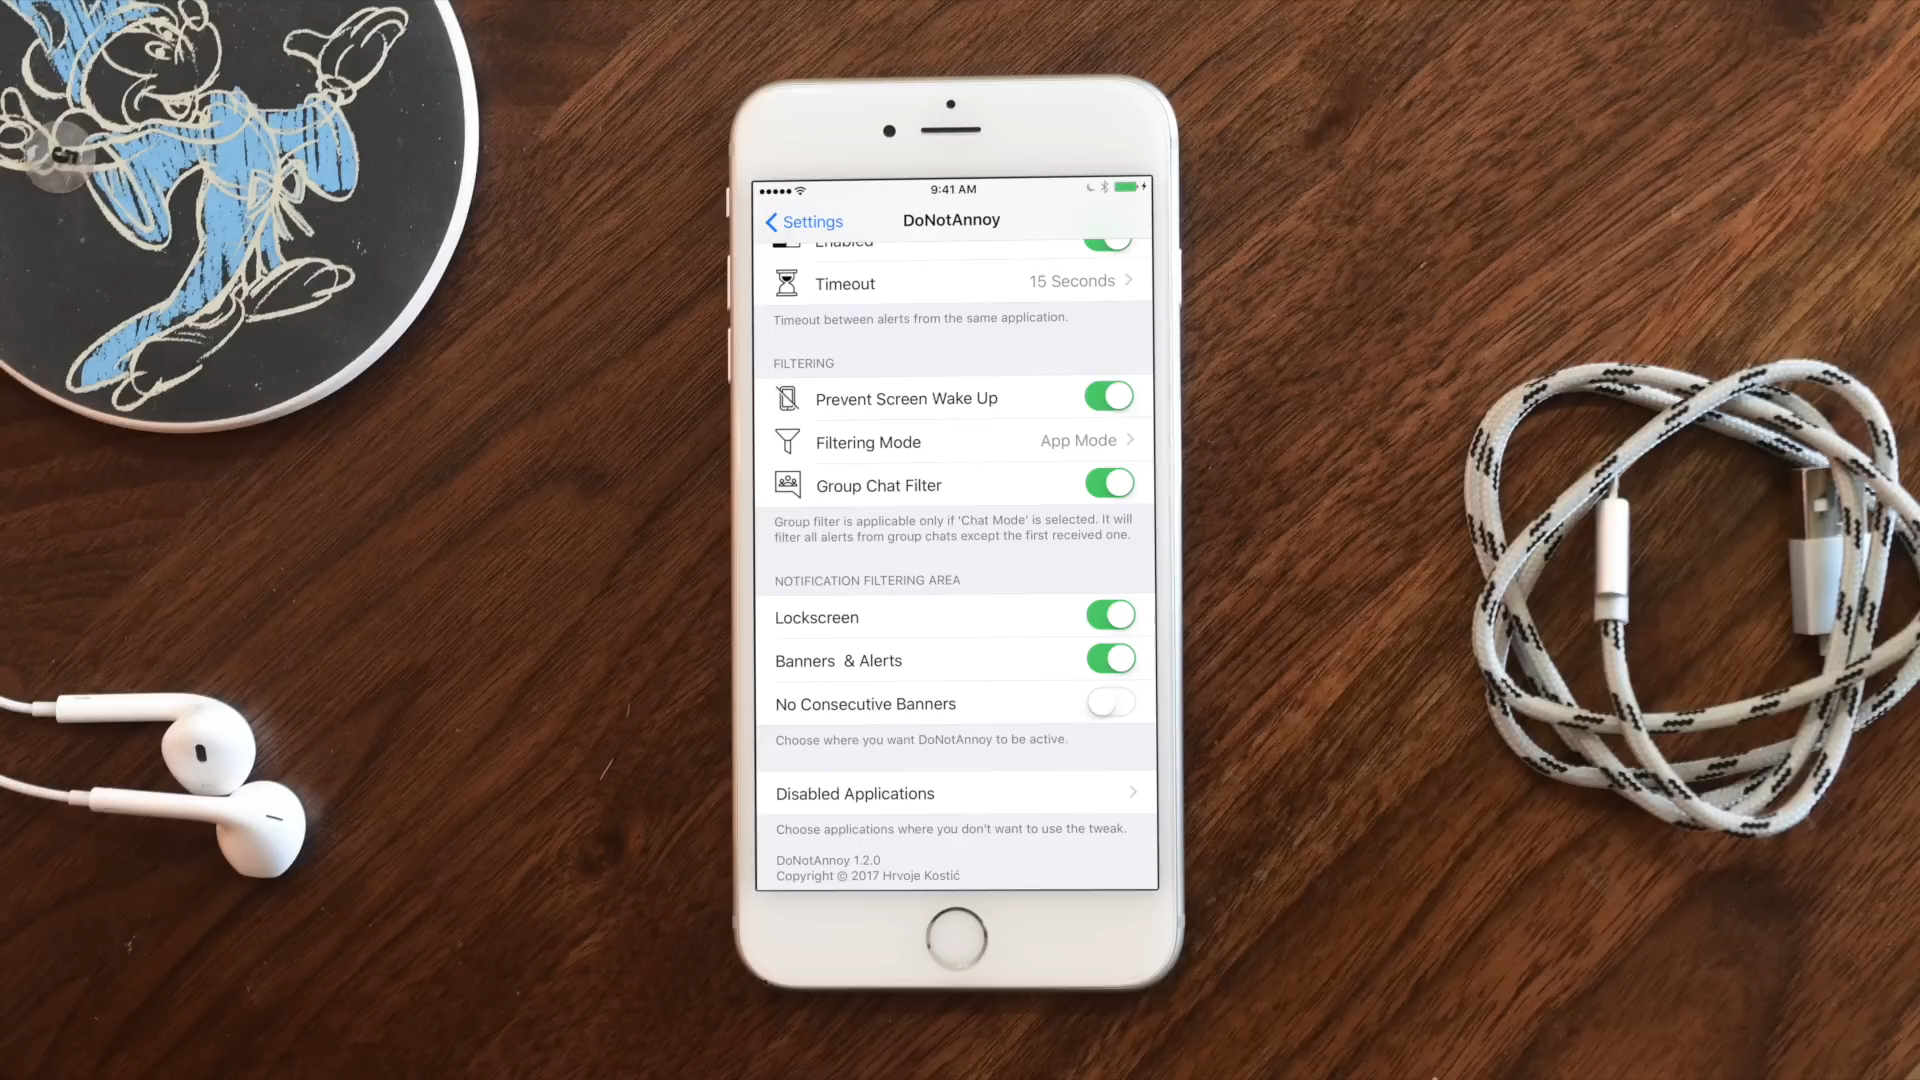 9:41 AM
Settings
DoNotAnnoy
Enabled
Timeout
15 Seconds
Timeout between alerts from the same application.
FILTERING
Prevent Screen Wake Up
Filtering Mode
App Mode
Group Chat Filter
Group filter is applicable only if 'Chat Mode' is selected. It will
filter all alerts from group chats except the first received one.
NOTIFICATION FILTERING AREA
Lockscreen
Banners & Alerts
No Consecutive Banners
Choose where you want DoNotAnnoy to be active.
Disabled Applications
Choose applications where you don't want to use the tweak.
DoNotAnnoy 1.2.0
Copyright © 2017 Hrvoje Kostić